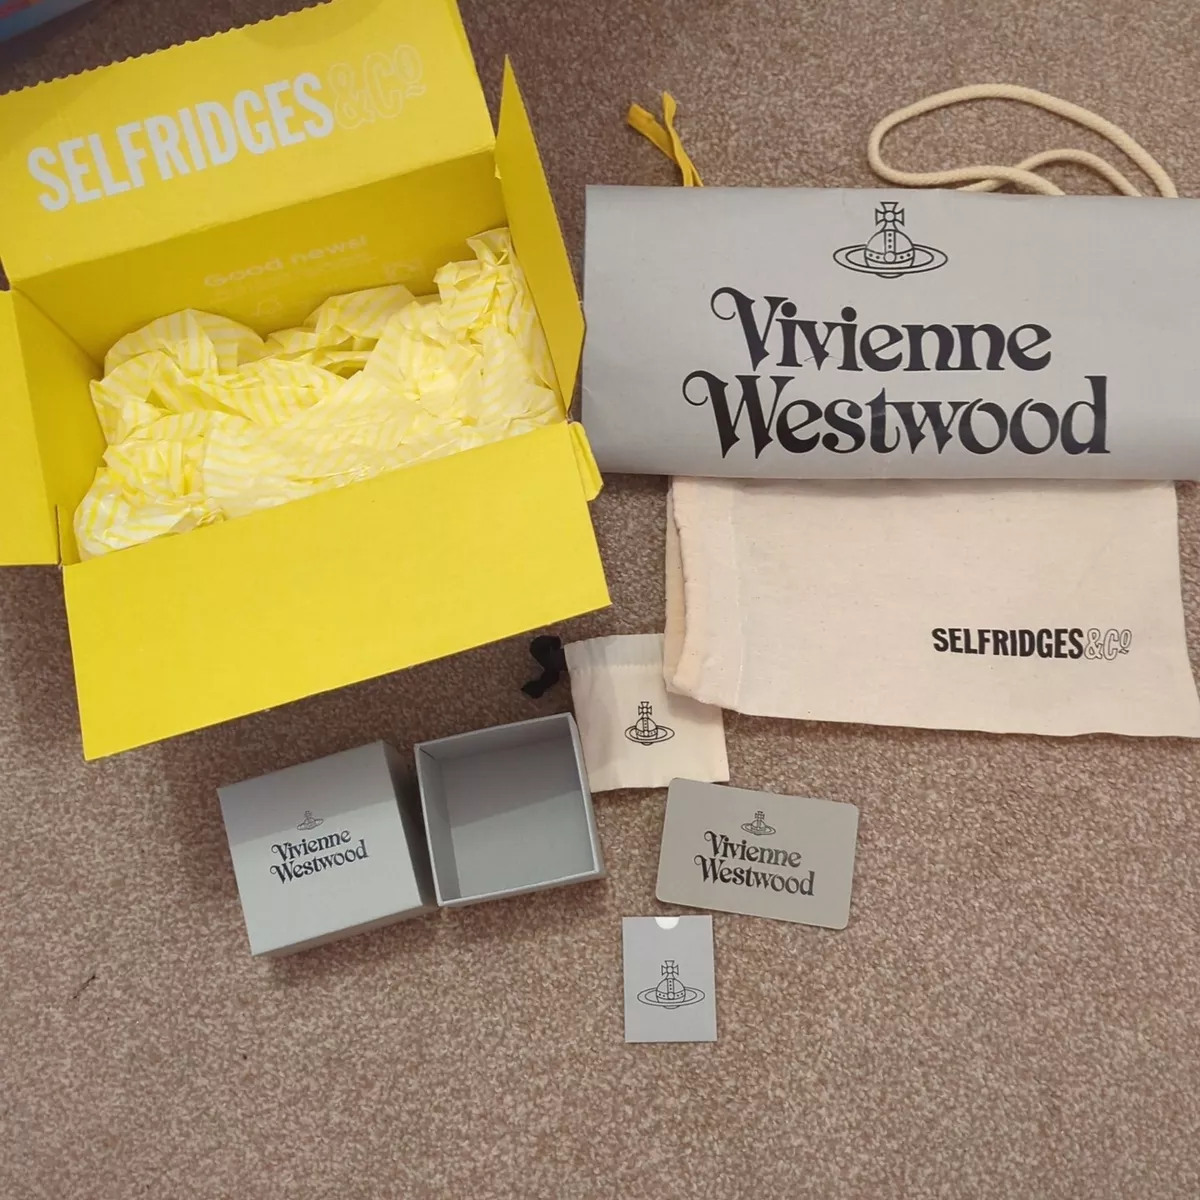 SELFRIDGES&Cº
Good news!
Vivienne
Westwood
SELFRIDGES&Cº
Vivienne
Westwood
Vivienne
Westwood